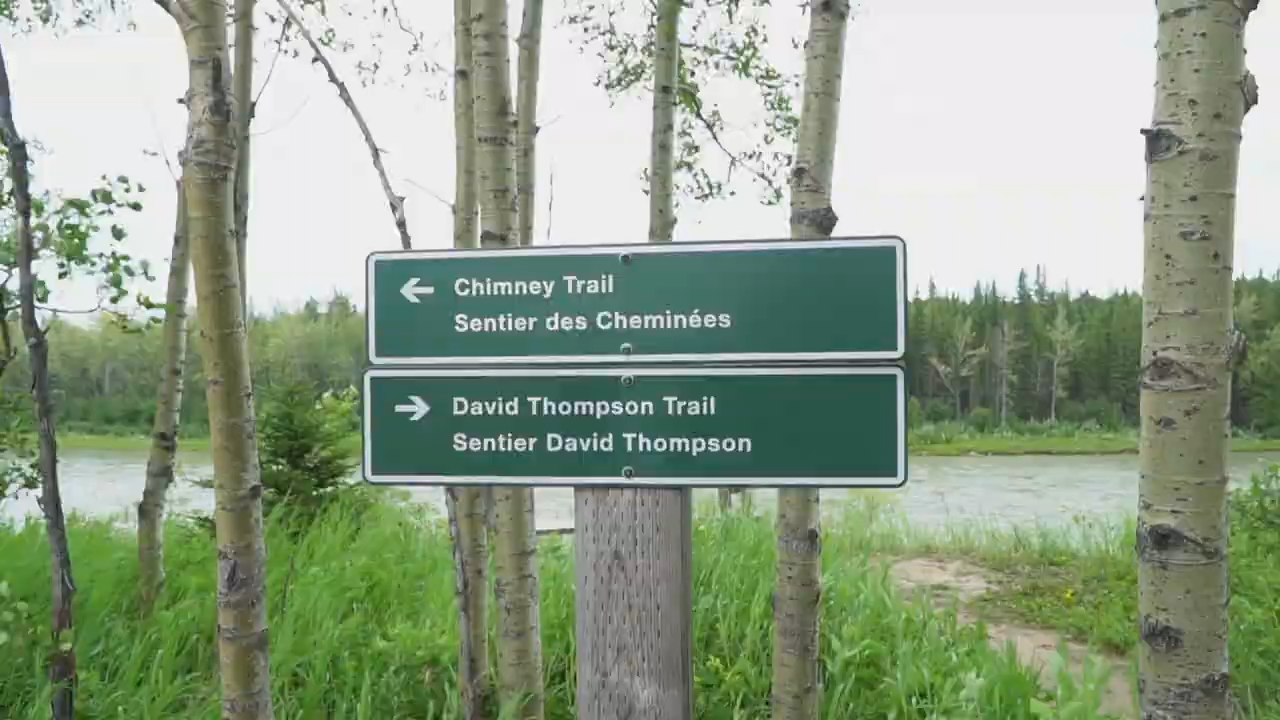 Chimney Trail
Sentier des Cheminées
David Thompson Trail
Sentier David Thompson